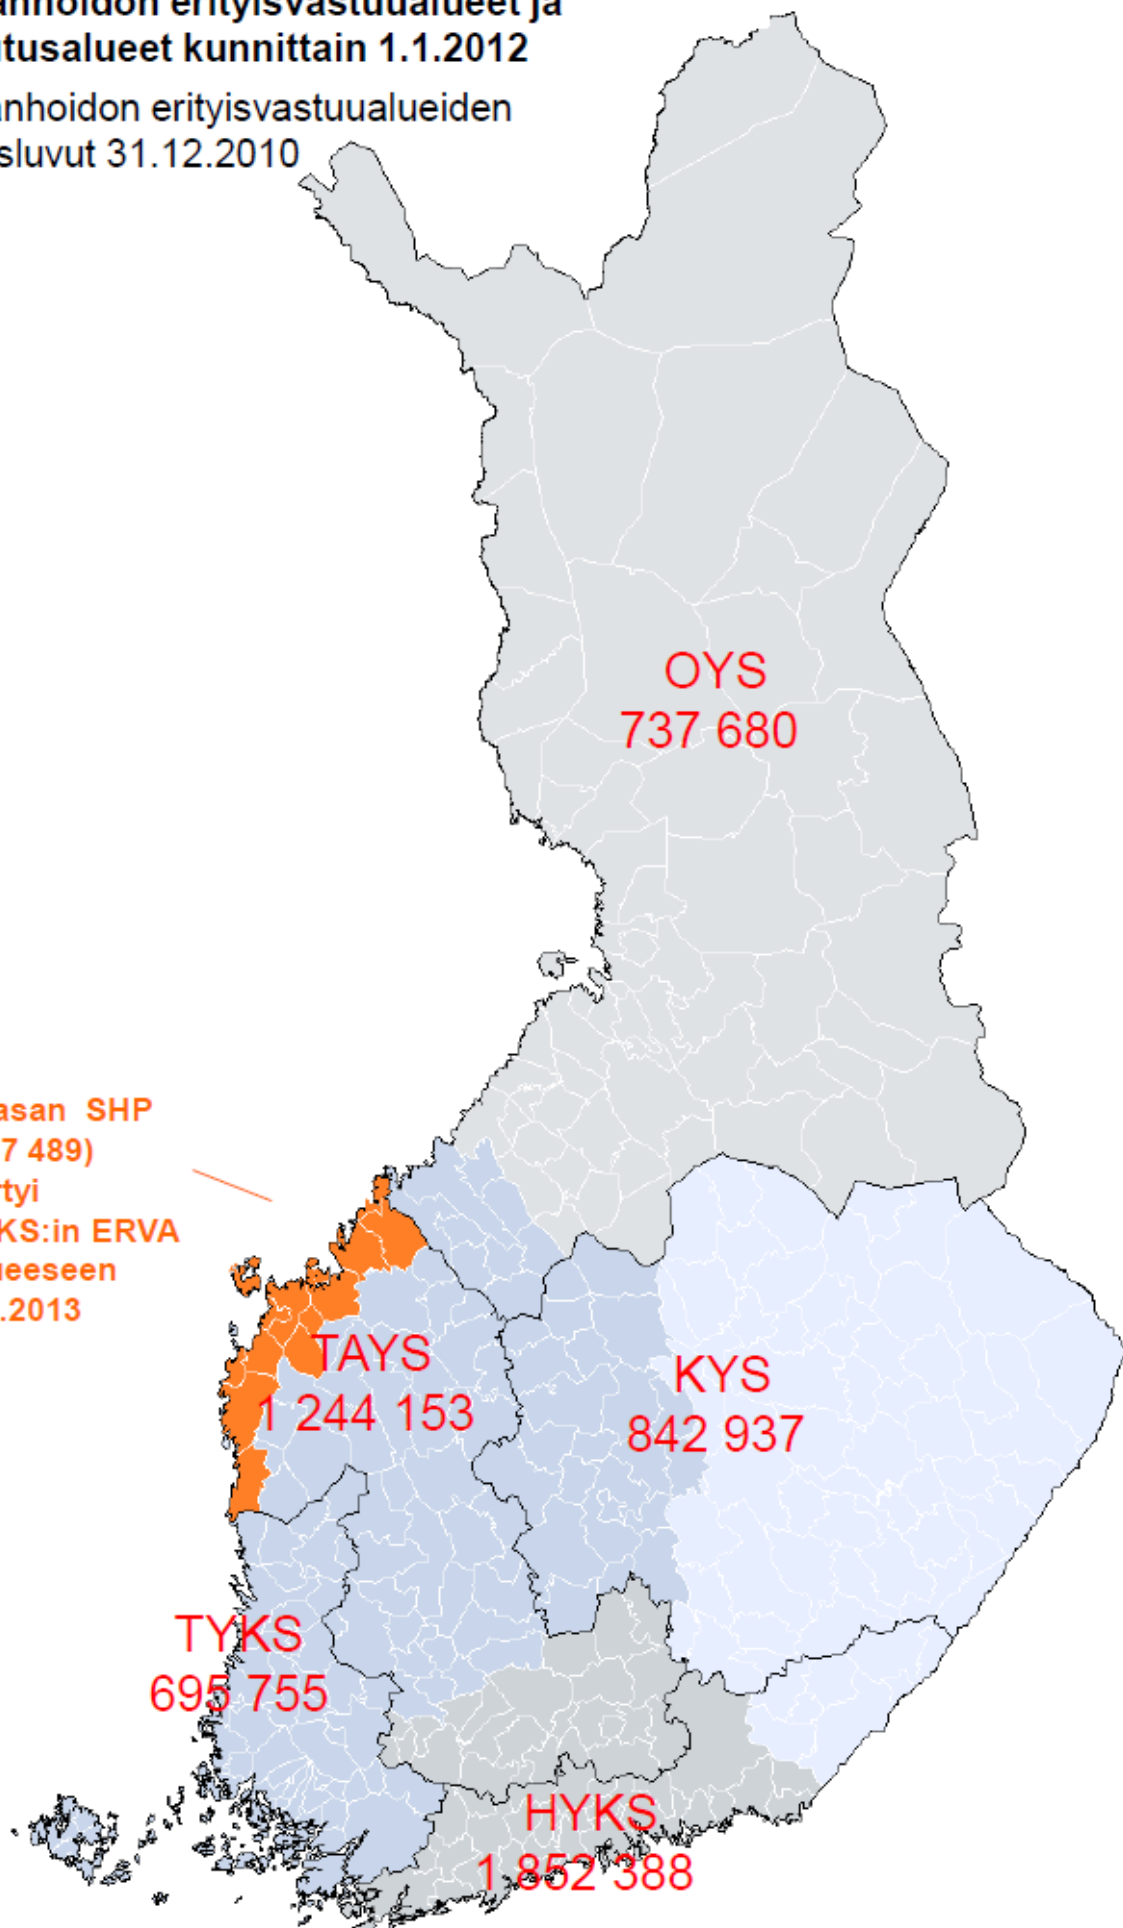 anhoidon erityisvastuualueet ja
utusalueet kunnittain 1.1.2012
anhoidon erityisvastuualueiden
sluvut 31.12.2010
OYS
737 680
asan SHP
7 489)
rtyi
KS:in ERVA
ueeseen
.2013
TAYS
1 244 153
KYS
842 937
TYKS
695 755
HYKS
1 852 388